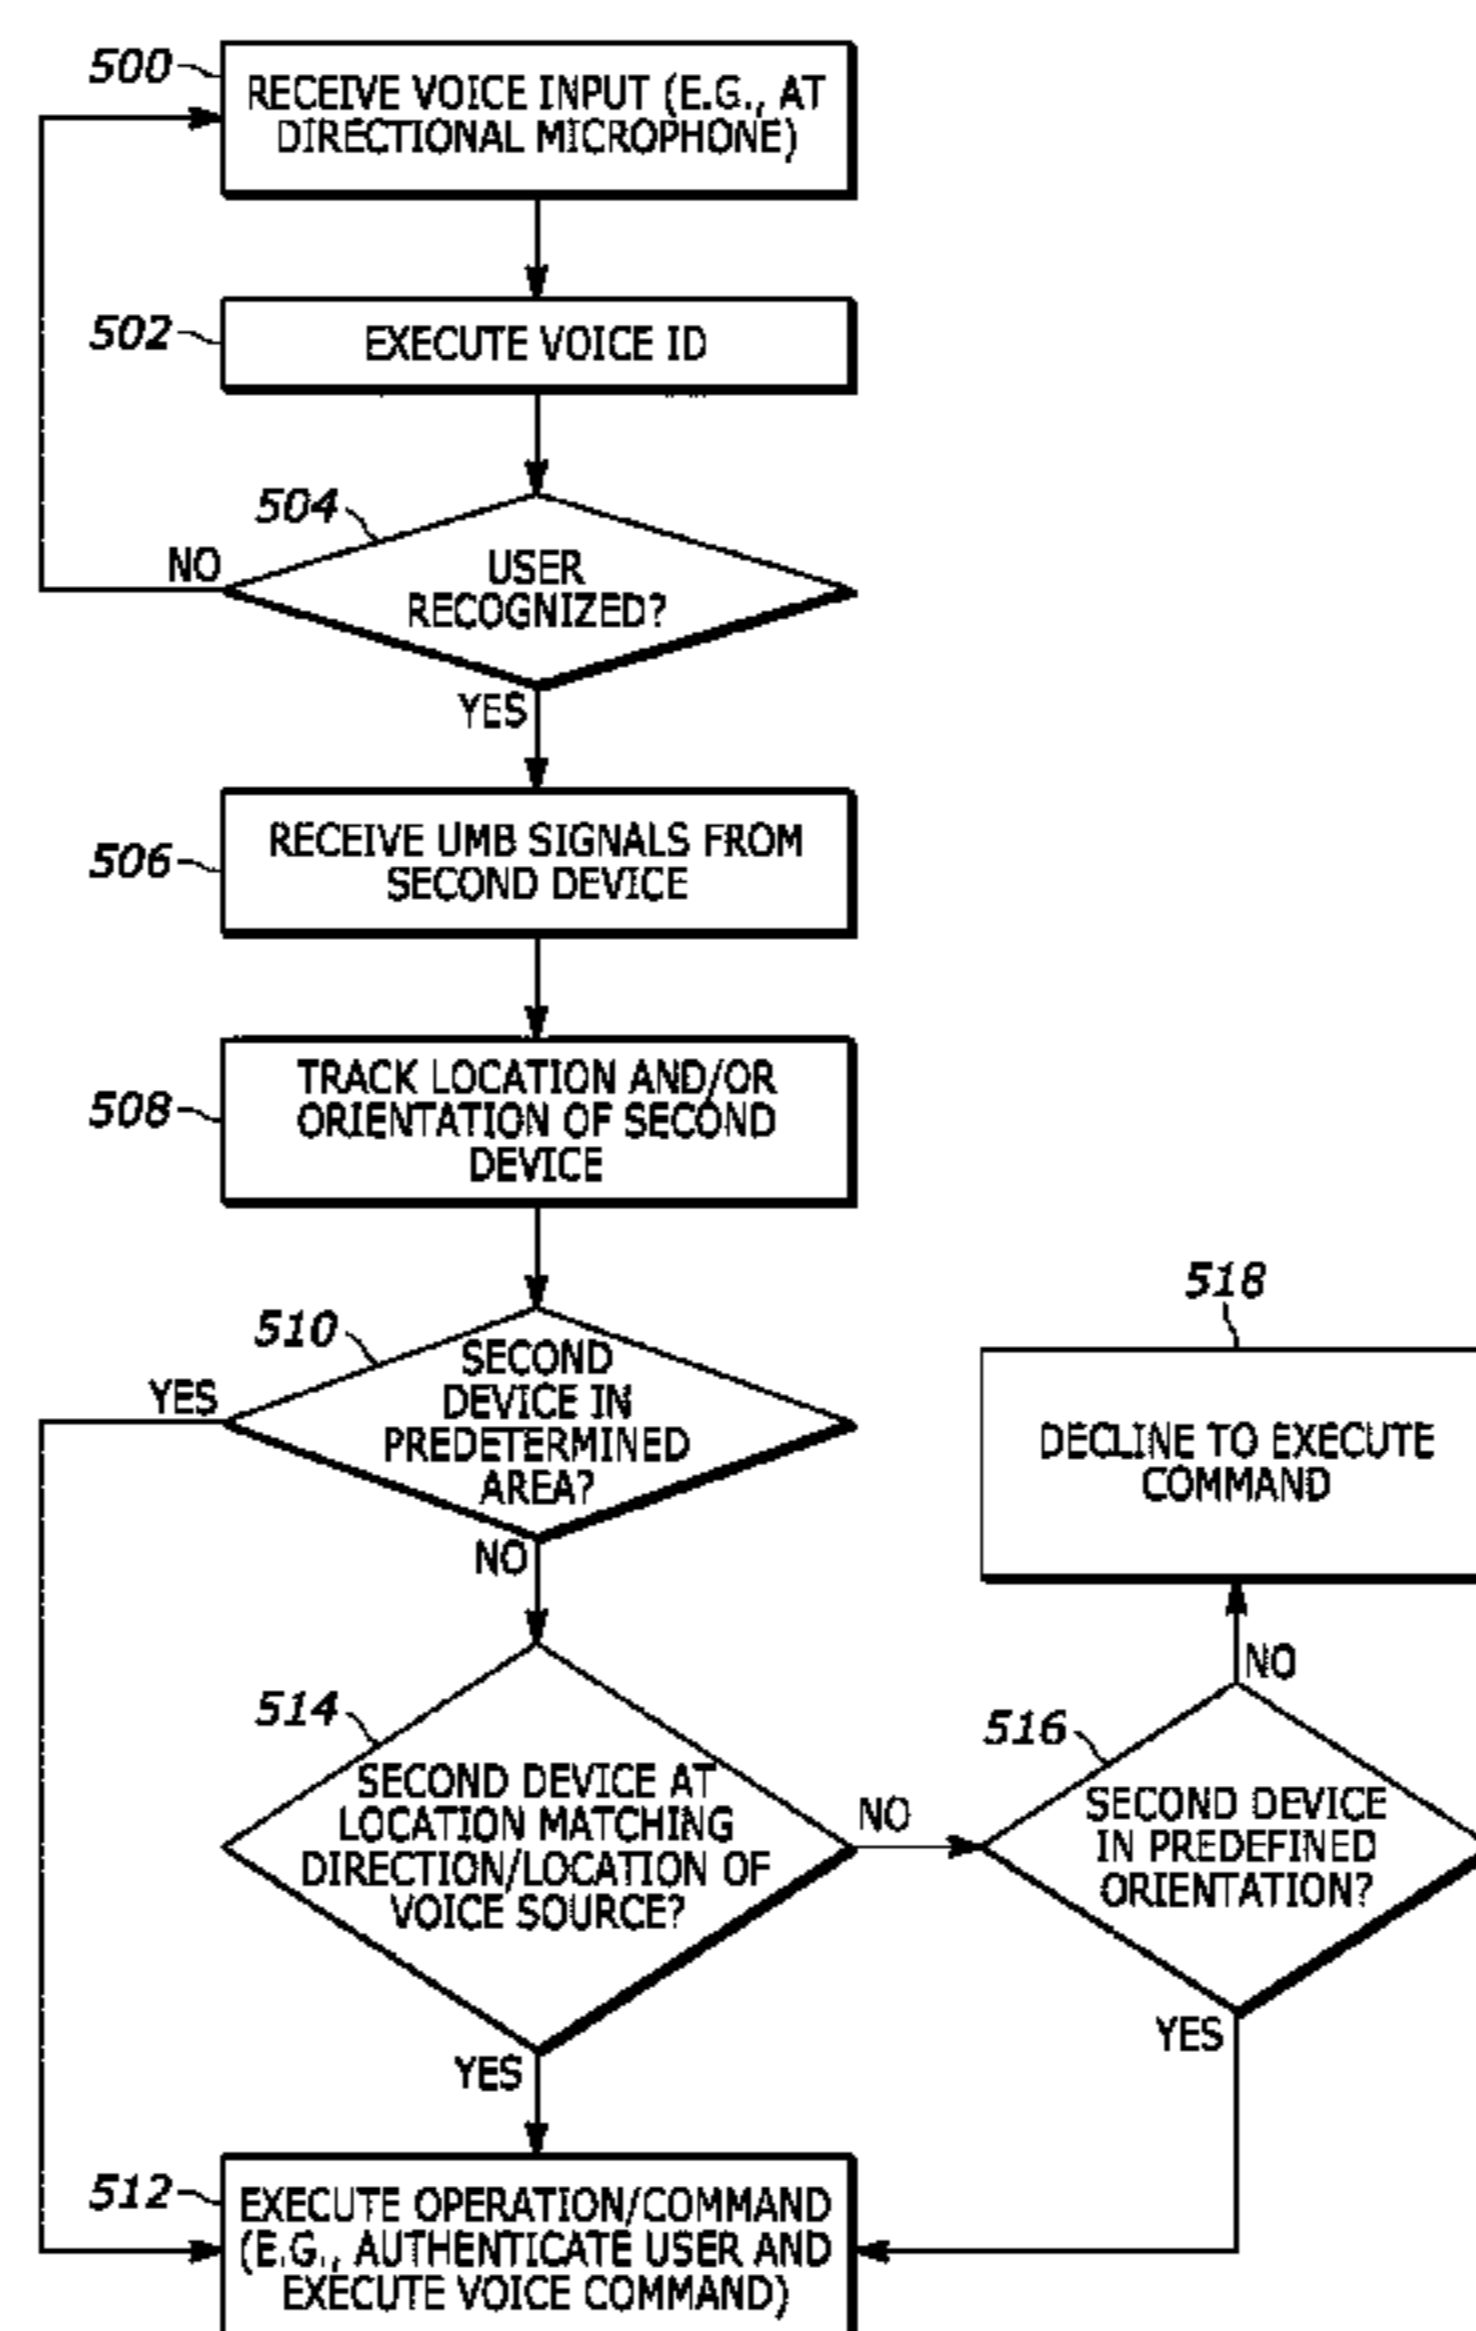 500
RECEIVE VOICE INPUT (E.G., AT
DIRECTIONAL MICROPHONE)
502
EXECUTE VOICE ID
504
NO
USER
RECOGNIZED?
YES
506
RECEIVE UMB SIGNALS FROM
SECOND DEVICE
508
TRACK LOCATION AND/OR
ORIENTATION OF SECOND
DEVICE
510
YES
SECOND
DEVICE IN
PREDETERMINED
AREA?
NO
514
SECOND DEVICE AT
LOCATION MATCHING
DIRECTION/LOCATION OF
VOICE SOURCE?
NO
YES
518
DECLINE TO EXECUTE
COMMAND
NO
516
SECOND DEVICE
IN PREDEFINED
ORIENTATION?
YES
512
EXECUTE OPERATION/COMMAND
(E.G., AUTHENTICATE USER AND
EXECUTE VOICE COMMAND)